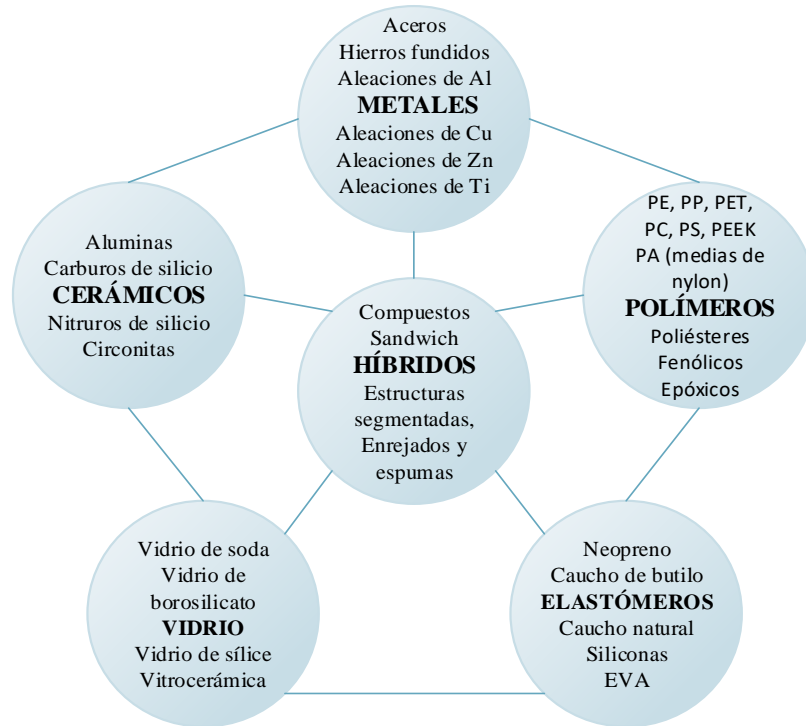 Aceros
Hierros fundidos
Aleaciones de Al
METALES
Aleaciones de Cu
Aleaciones de Zn
Aleaciones de Ti
Aluminas
Carburos de silicio
CERÁMICOS
Nitruros de silicio
Circonitas
PE, PP, PET,
PC, PS, PEEK
PA (medias de
nylon)
POLÍMEROS
Poliésteres
Fenólicos
Epóxicos
Compuestos
Sandwich
HÍBRIDOS
Estructuras
segmentadas,
Enrejados y
espumas
Vidrio de soda
Vidrio de
borosilicato
VIDRIO
Vidrio de sílice
Vitrocerámica
Neopreno
Caucho de butilo
ELASTÓMEROS
Caucho natural
Siliconas
EVA